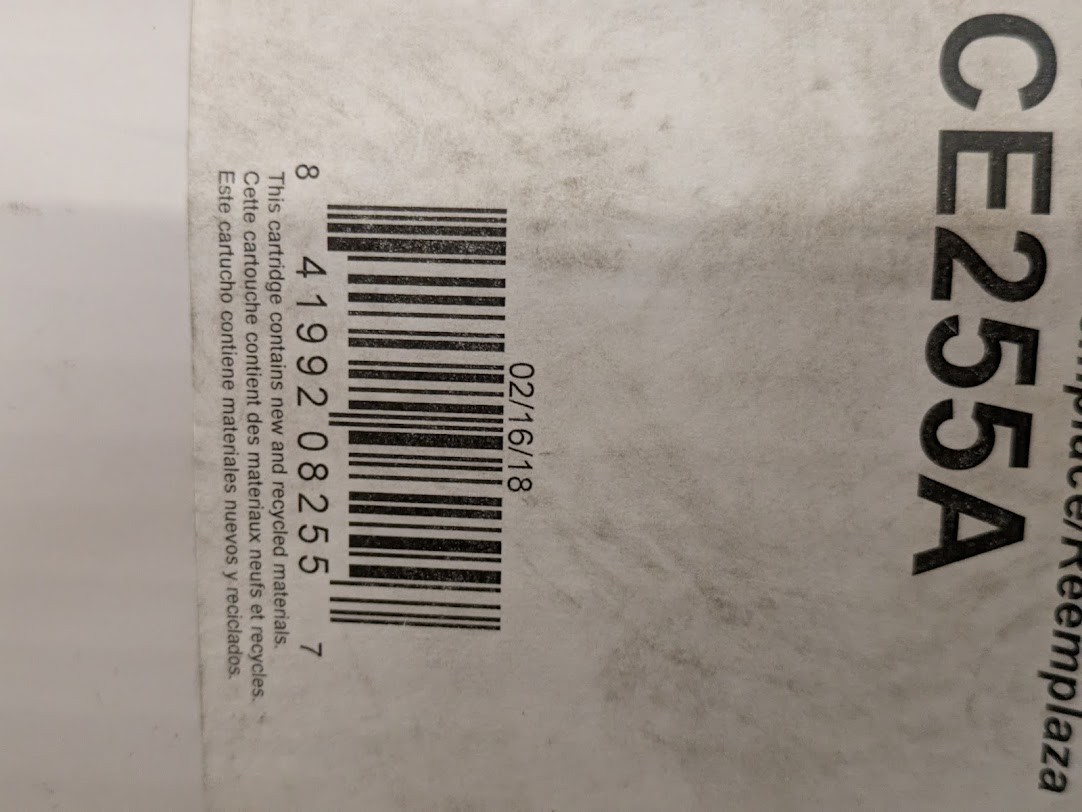 Reemplaza
CE255A
02/16/18
8 41992 08255 7
This cartridge contains new and recycled materials.
Cette cartouche contient des materiaux neufs et recycles.
Este cartucho contiene materiales nuevos y reciclados.